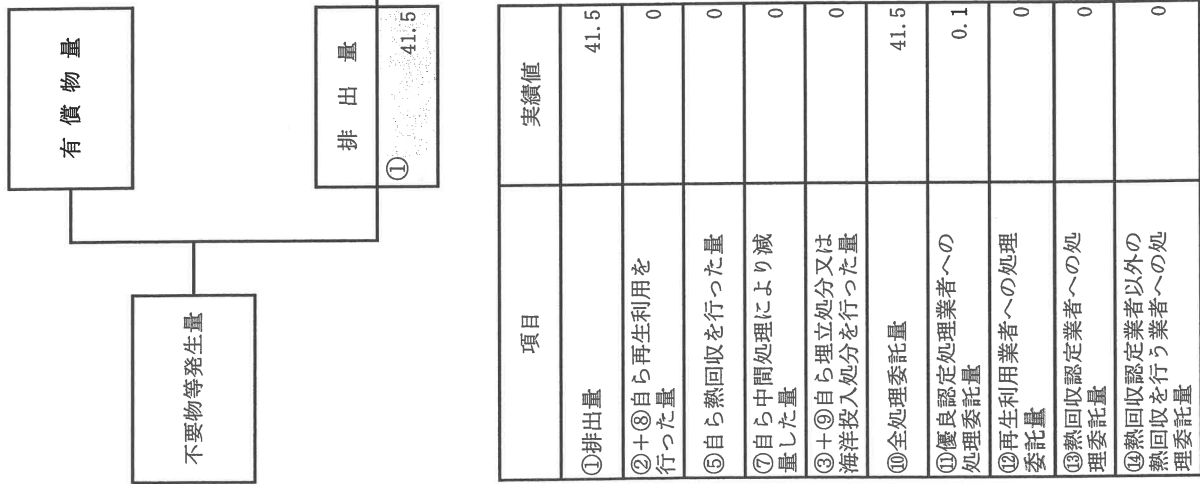 有償物量
不要物等発生量
排出量
①
41.5
項目
実績値
①排出量
41.5
②+⑧自ら再生利用を
行った量
0
⑤自ら熱回収を行った量
0
⑦自ら中間処理により減
量した量
0
③+⑨自ら埋立処分又は
海洋投入処分を行った量
0
⑩全処理委託量
41.5
⑪優良認定処理業者への
処理委託量
0.1
⑫再生利用業者への処理
委託量
0
⑬熱回収認定業者への処
理委託量
0
⑭熱回収認定業者以外の
熱回収を行う業者への処
理委託量
0